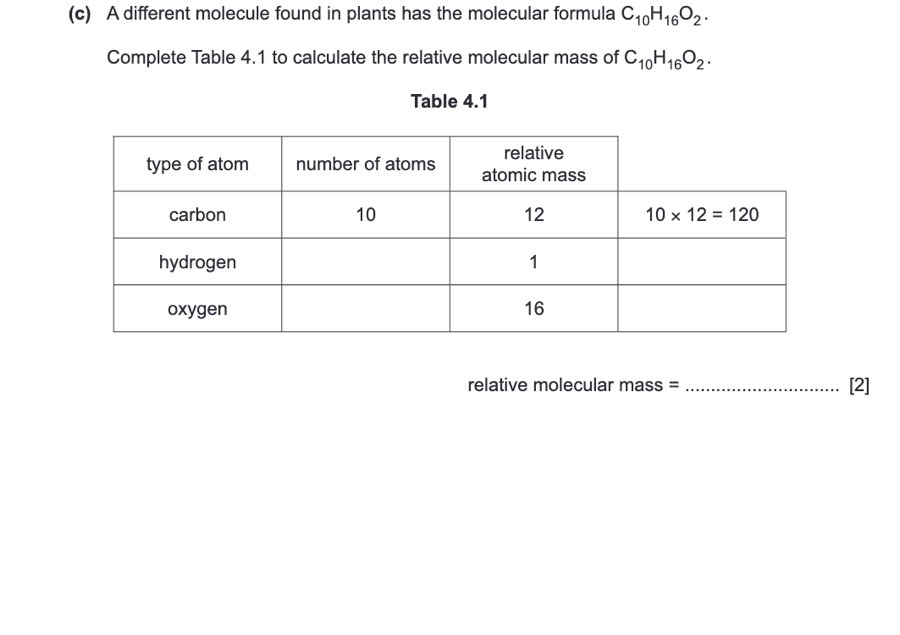 (c) A different molecule found in plants has the molecular formula C₁₀H₁₆O₂.
Complete Table 4.1 to calculate the relative molecular mass of C₁₀H₁₆O₂.
Table 4.1
type of atom number of atoms relative atomic mass
carbon 10 12 10 × 12 = 120
hydrogen 1
oxygen 16
relative molecular mass = .............................. [2]